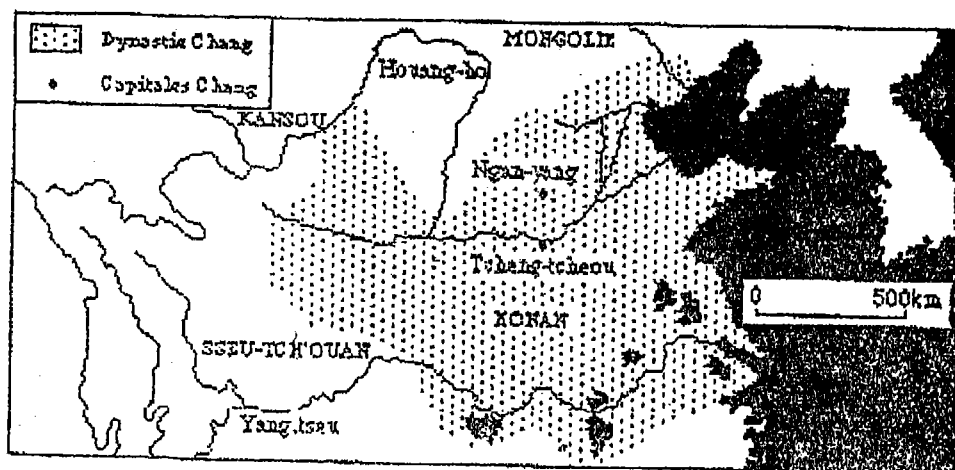 Dynastie Chang
Capitales Chang
MONGOLIE
Houang-ho
KANSOU
Ngan-yang
Tcheng-tcheou
0 500km
HONAN
SSEU-TCH'OUAN
Yang.tseu